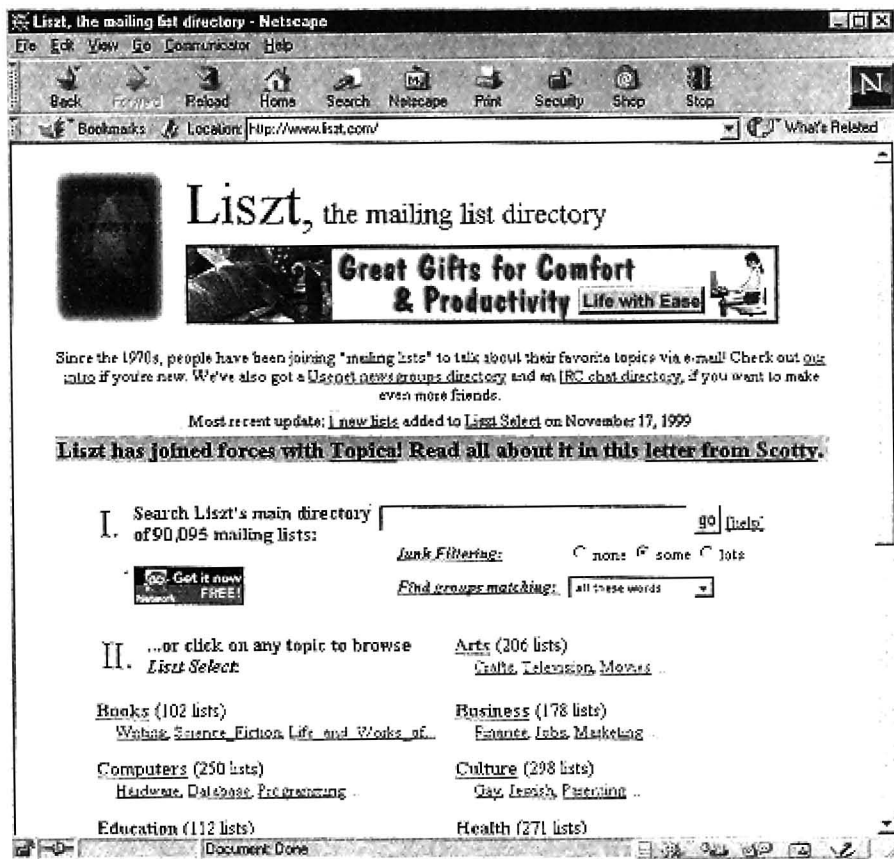 Liszt, the mailing list directory - Netscape
File Edit View Go Communicator Help
Back Forward Reload Home Search Netscape Print Security Shop Stop
N
Bookmarks Location: http://www.liszt.com/ What's Related
Liszt, the mailing list directory
Great Gifts for Comfort
& Productivity Life with Ease
Since the 1970s, people have been joining "mailing lists" to talk about their favorite topics via e-mail! Check out our
intro if you're new. We've also got a Usenet newsgroups directory and an IRC chat directory, if you want to make
even more friends.
Most recent update: 1 new lists added to Liszt Select on November 17, 1999
Liszt has joined forces with Topica! Read all about it in this letter from Scotty.
I. Search Liszt's main directory
of 90,095 mailing lists:
go [help]
Junk Filtering: none some lots
Get it now
FREE!
Find groups matching: all these words
II. ...or click on any topic to browse
Liszt Select:
Arts (206 lists)
Crafts, Television, Movies ...
Books (102 lists)
Writing, Science_Fiction, Life_and_Works_of...
Business (178 lists)
Finance, Jobs, Marketing ...
Computers (250 lists)
Hardware, Database, Programming ...
Culture (298 lists)
Gay, Jewish, Parenting ...
Education (112 lists)
Health (271 lists)
Document: Done